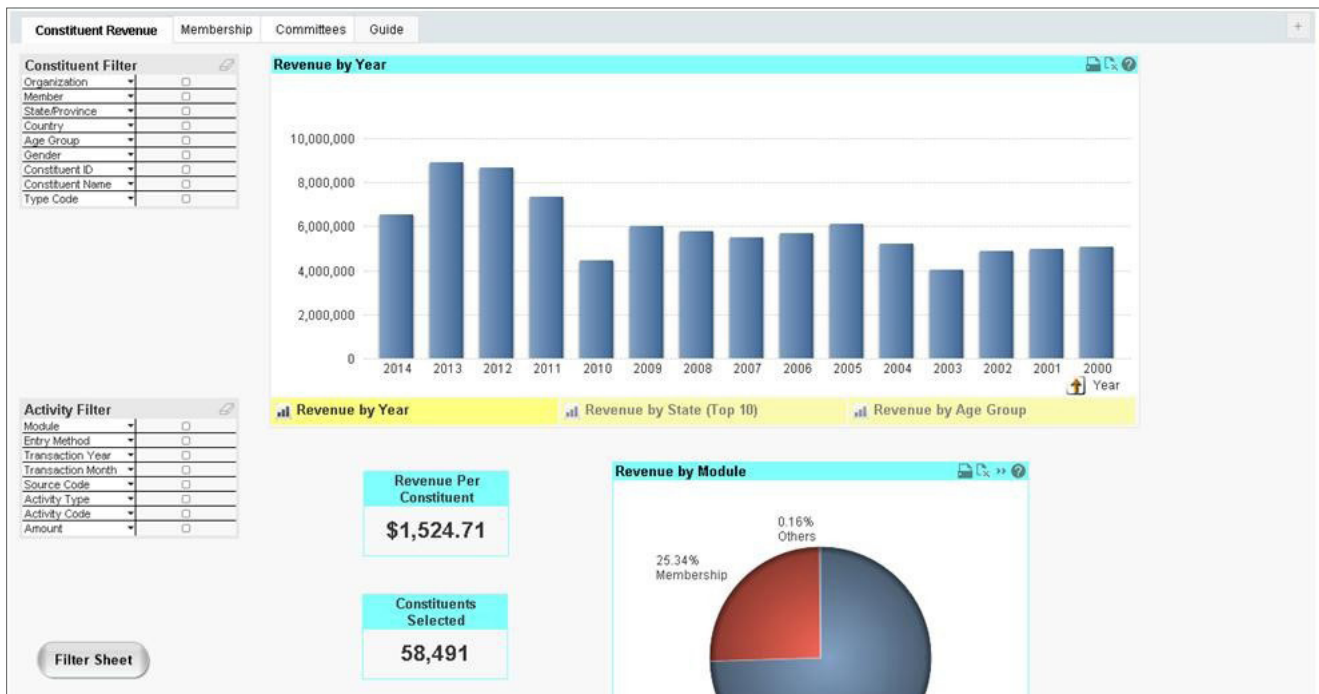 Constituent Revenue Membership Committees Guide +
Constituent Filter
Organization
Member
State/Province
Country
Age Group
Gender
Constituent ID
Constituent Name
Type Code
Revenue by Year
10,000,000
8,000,000
6,000,000
4,000,000
2,000,000
0
2014 2013 2012 2011 2010 2009 2008 2007 2006 2005 2004 2003 2002 2001 2000
Year
Revenue by Year Revenue by State (Top 10) Revenue by Age Group
Activity Filter
Module
Entry Method
Transaction Year
Transaction Month
Source Code
Activity Type
Activity Code
Amount
Filter Sheet
Revenue Per
Constituent
$1,524.71
Constituents
Selected
58,491
Revenue by Module
0.16%
Others
25.34%
Membership